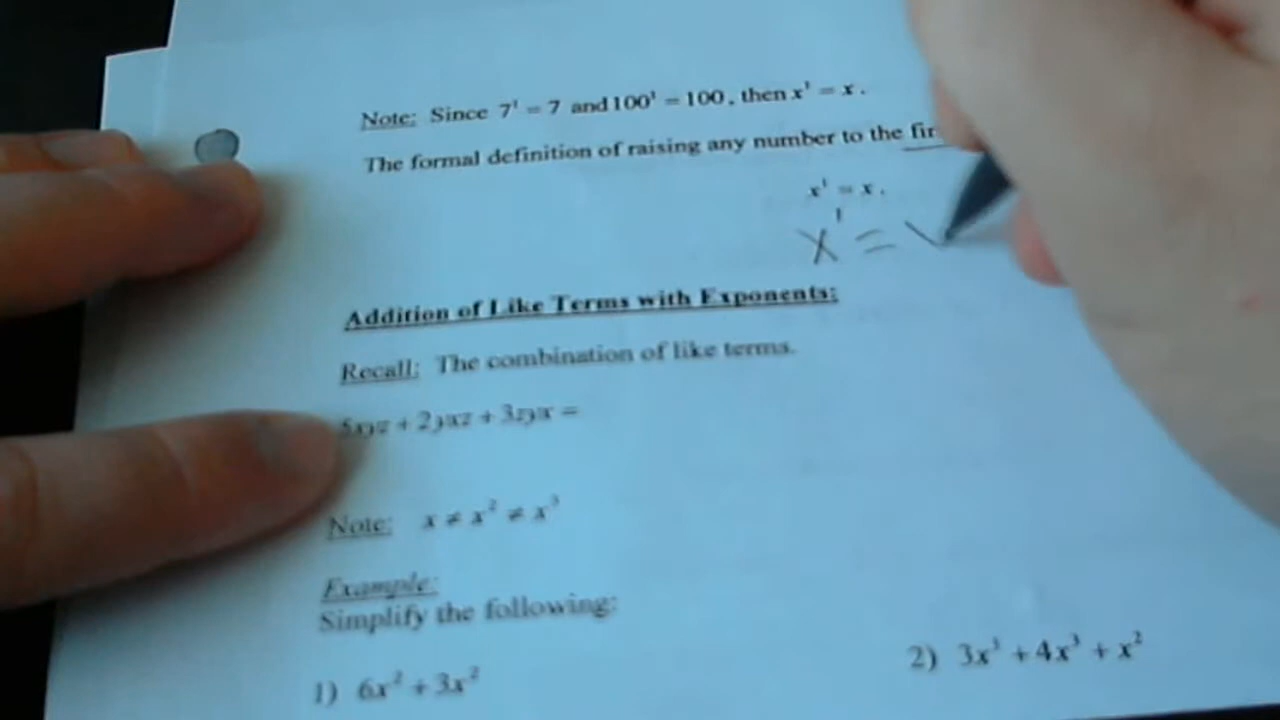 Note: Since 7¹ = 7 and 100¹ = 100, then x¹ = x.
The formal definition of raising any number to the
x¹ = x.
x¹ =
Addition of Like Terms with Exponents:
Recall: The combination of like terms.
5xyz + 2yxz + 3zyx =
Note: x ≠ x² ≠ x³
Example:
Simplify the following:
1) 6x² + 3x²
2) 3x³ + 4x³ + x²